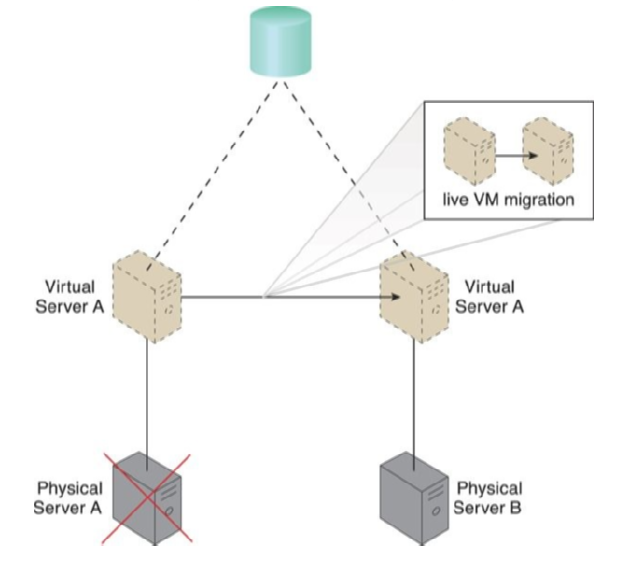 live VM migration
Virtual
Server A
Virtual
Server A
Physical
Server A
Physical
Server B